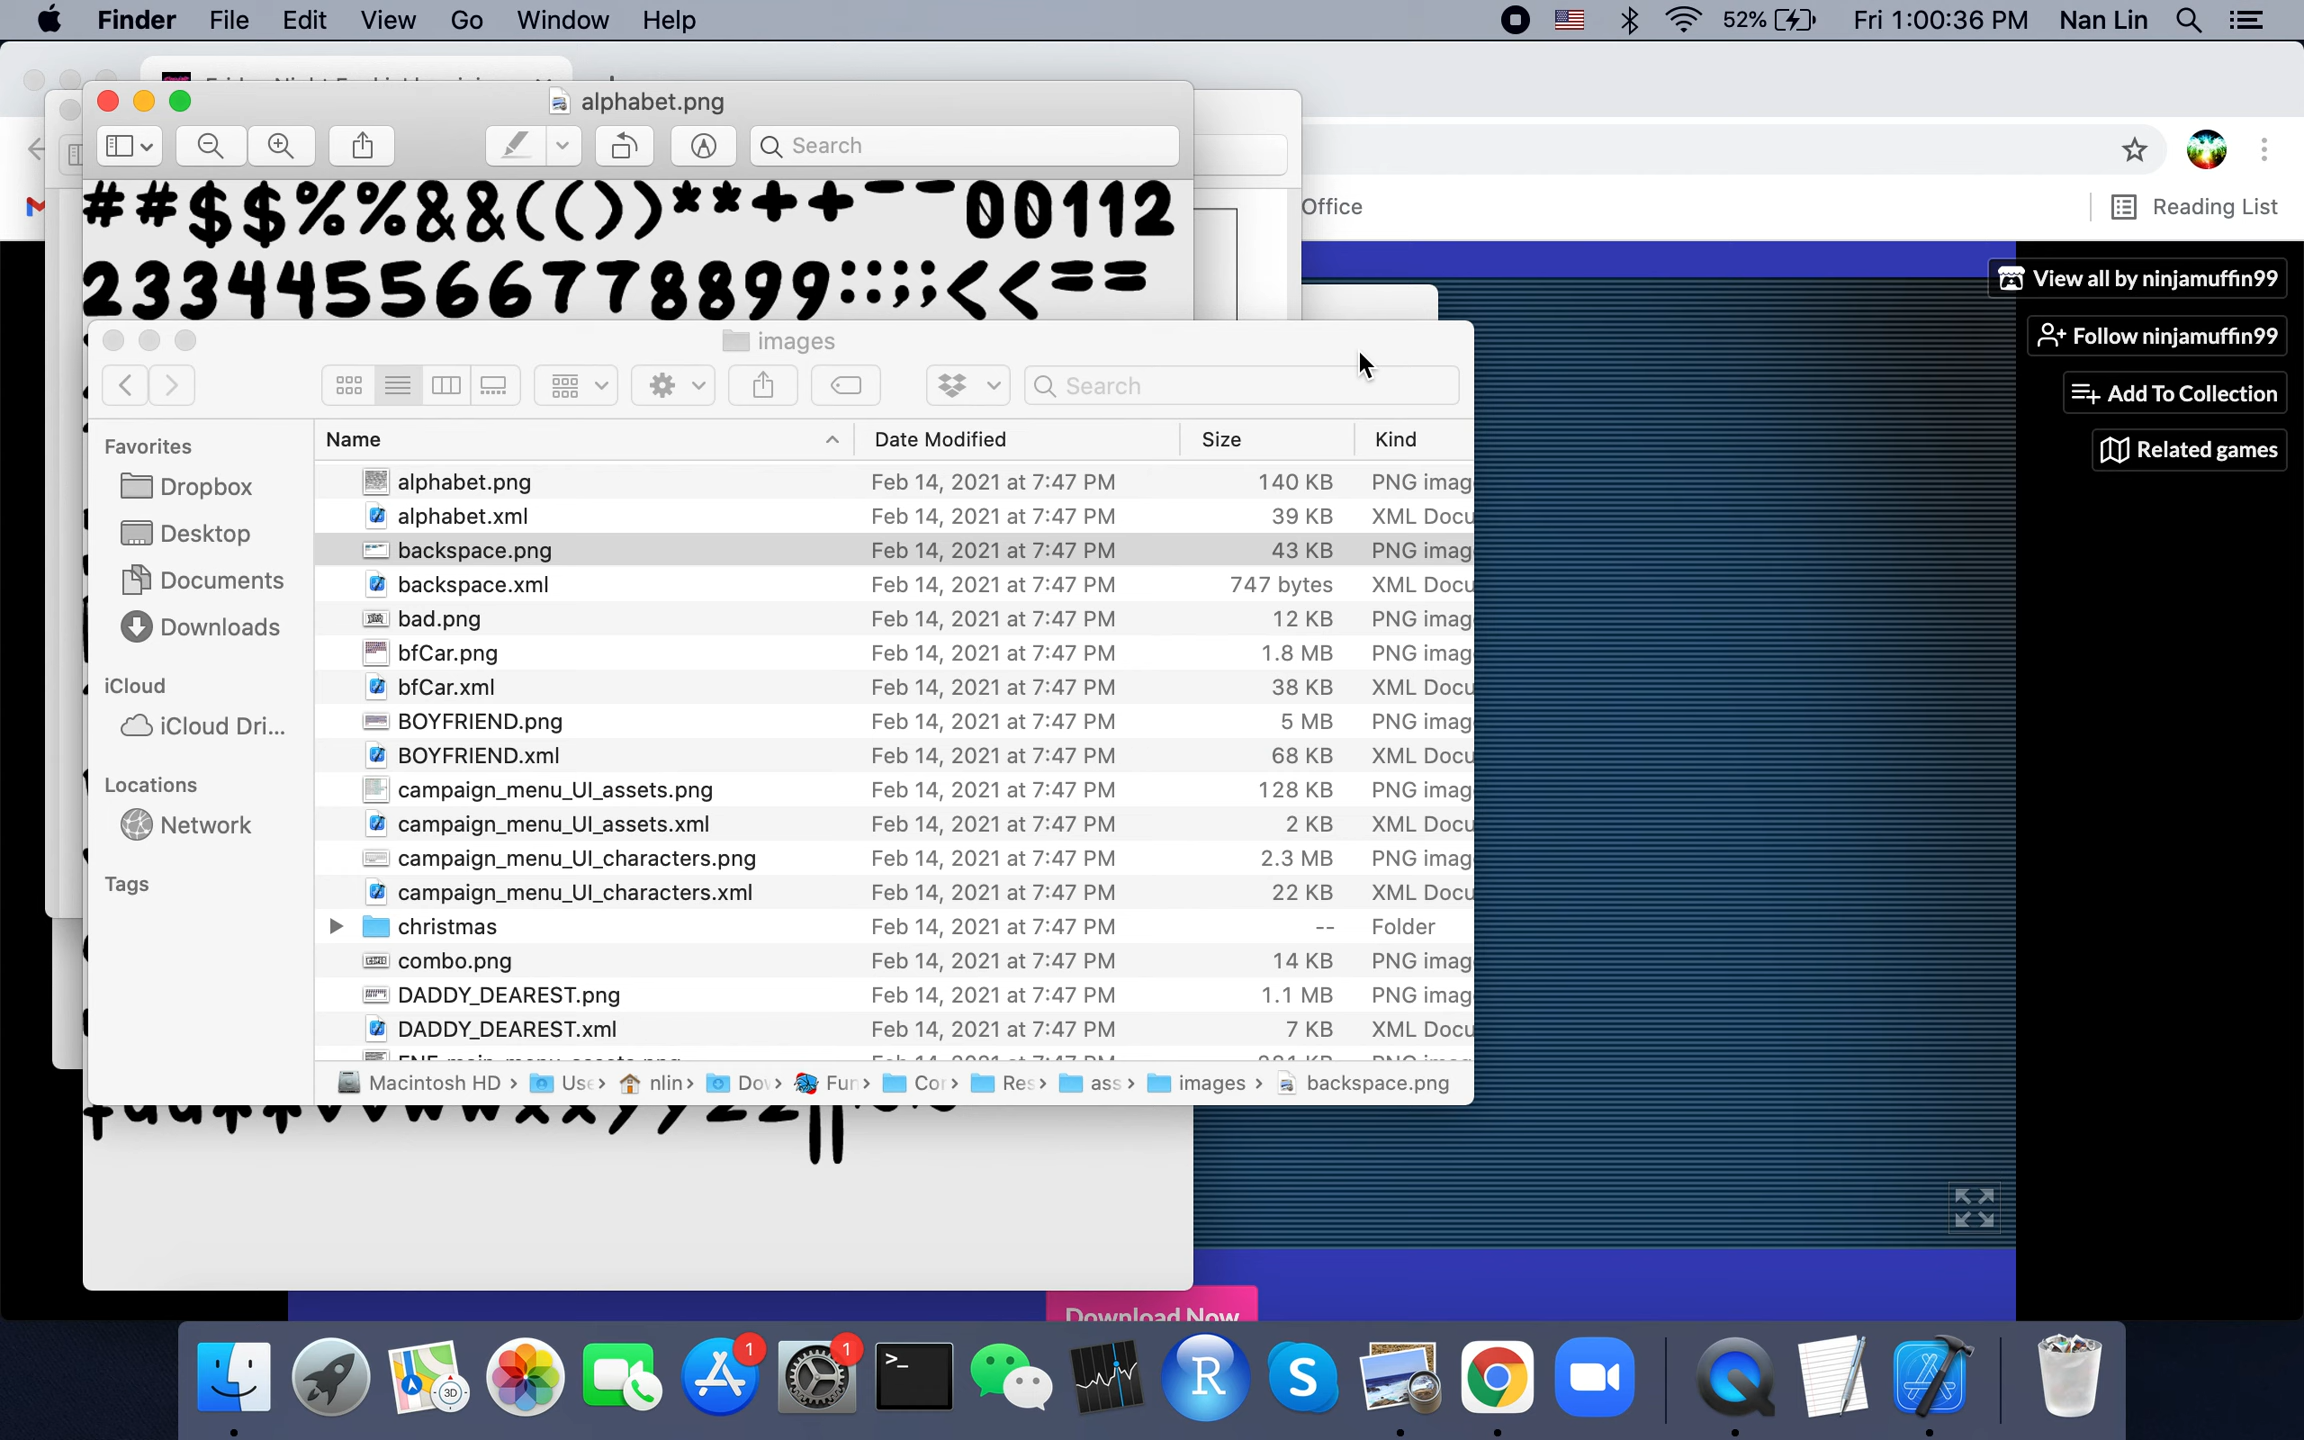 Finder File Edit View Go Window Help 52% Fri 1:00:36 PM Nan Lin
alphabet.png
Search
##$$%%&&(())**++--00112
2233445566778899::;;<<==
Office
Reading List
View all by ninjamuffin99
Follow ninjamuffin99
Add To Collection
Related games
images
Search
Favorites
Dropbox
Desktop
Documents
Downloads
iCloud
iCloud Dri...
Locations
Network
Tags
Name Date Modified Size Kind
alphabet.png Feb 14, 2021 at 7:47 PM 140 KB PNG imag
alphabet.xml Feb 14, 2021 at 7:47 PM 39 KB XML Docu
backspace.png Feb 14, 2021 at 7:47 PM 43 KB PNG imag
backspace.xml Feb 14, 2021 at 7:47 PM 747 bytes XML Docu
bad.png Feb 14, 2021 at 7:47 PM 12 KB PNG imag
bfCar.png Feb 14, 2021 at 7:47 PM 1.8 MB PNG imag
bfCar.xml Feb 14, 2021 at 7:47 PM 38 KB XML Docu
BOYFRIEND.png Feb 14, 2021 at 7:47 PM 5 MB PNG imag
BOYFRIEND.xml Feb 14, 2021 at 7:47 PM 68 KB XML Docu
campaign_menu_UI_assets.png Feb 14, 2021 at 7:47 PM 128 KB PNG imag
campaign_menu_UI_assets.xml Feb 14, 2021 at 7:47 PM 2 KB XML Docu
campaign_menu_UI_characters.png Feb 14, 2021 at 7:47 PM 2.3 MB PNG imag
campaign_menu_UI_characters.xml Feb 14, 2021 at 7:47 PM 22 KB XML Docu
christmas Feb 14, 2021 at 7:47 PM -- Folder
combo.png Feb 14, 2021 at 7:47 PM 14 KB PNG imag
DADDY_DEAREST.png Feb 14, 2021 at 7:47 PM 1.1 MB PNG imag
DADDY_DEAREST.xml Feb 14, 2021 at 7:47 PM 7 KB XML Docu
Macintosh HD › Use› nlin› Dov› Fun› Cor› Res› ass› images › backspace.png
Download Now
3D
1
1
>_
R
S